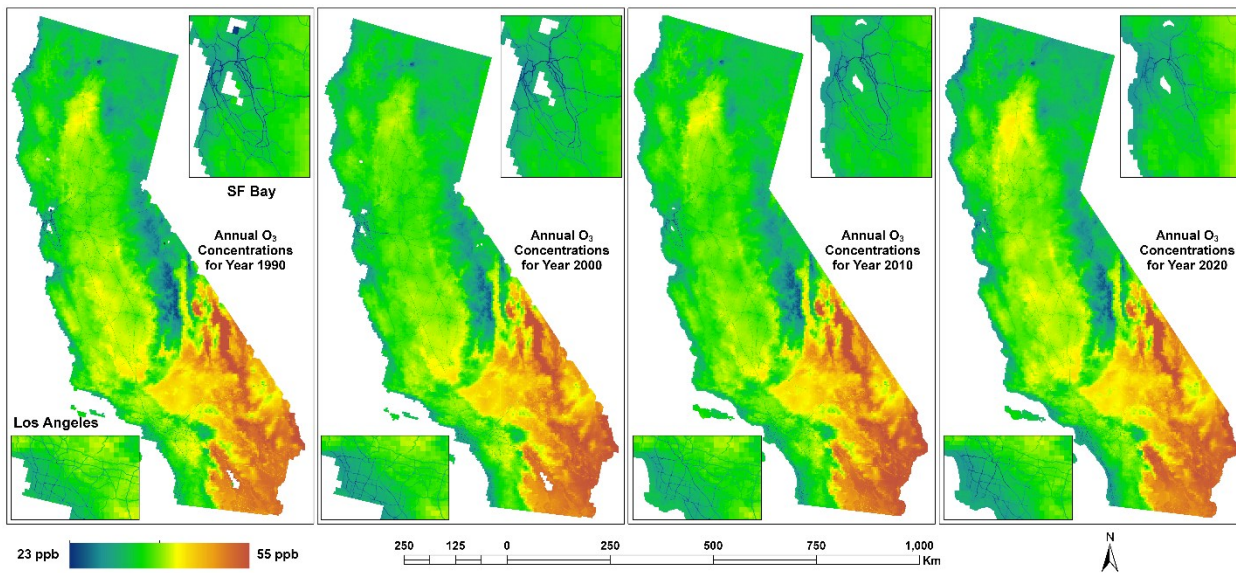 SF Bay
Annual O₃
Concentrations
for Year 1990
Los Angeles
Annual O₃
Concentrations
for Year 2000
Annual O₃
Concentrations
for Year 2010
Annual O₃
Concentrations
for Year 2020
23 ppb
55 ppb
250 125 0 250 500 750 1,000
Km
N